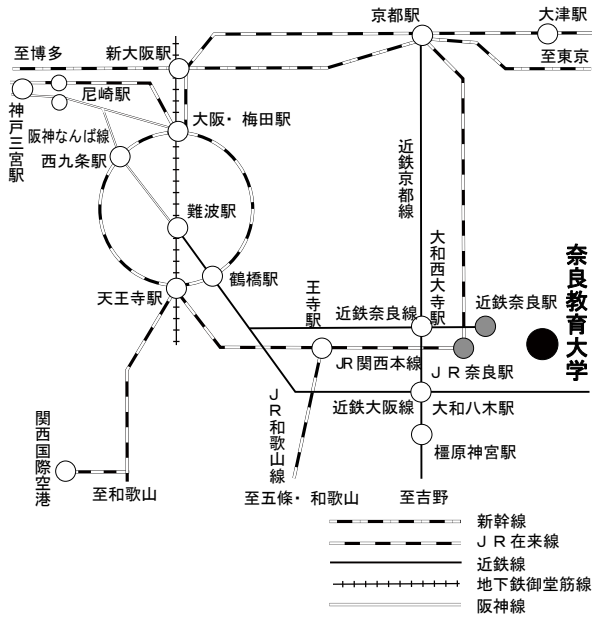 京都駅
大津駅
至博多
新大阪駅
至東京
尼崎駅
神戸三宮駅
大阪・梅田駅
阪神なんば線
西九条駅
近鉄京都線
難波駅
大和西大寺駅
奈良教育大学
鶴橋駅
天王寺駅
王寺駅
近鉄奈良線
近鉄奈良駅
JR関西本線
ＪＲ奈良駅
JR和歌山線
近鉄大阪線
大和八木駅
関西国際空港
橿原神宮駅
至和歌山
至五條・和歌山
至吉野
新幹線
ＪＲ在来線
近鉄線
地下鉄御堂筋線
阪神線